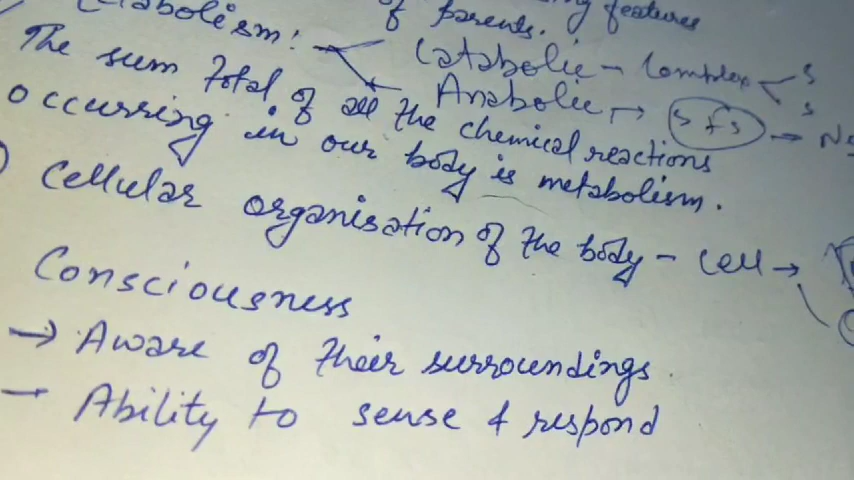 features
of parents.
Metabolism: Catabolic - Complex S S
Anabolic → S + S →
The sum total of all the chemical reactions
occurring in our body is metabolism.
Cellular organisation of the body - Cell →
Consciousness
→ Aware of their surroundings.
- Ability to sense & respond